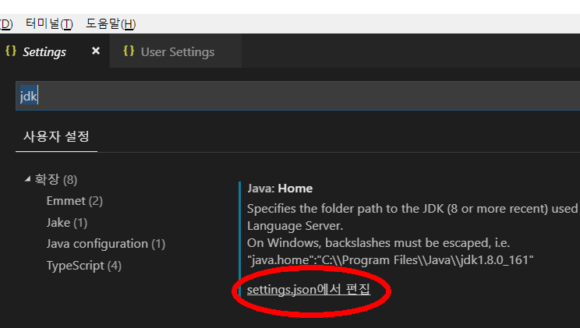 (D) 터미널(T) 도움말(H)
{} Settings × {} User Settings
jdk
사용자 설정
확장 (8)
Emmet (2)
Jake (1)
Java configuration (1)
TypeScript (4)
Java: Home
Specifies the folder path to the JDK (8 or more recent) used
Language Server.
On Windows, backslashes must be escaped, i.e.
"java.home":"C:\\Program Files\\Java\\jdk1.8.0_161"
settings.json에서 편집